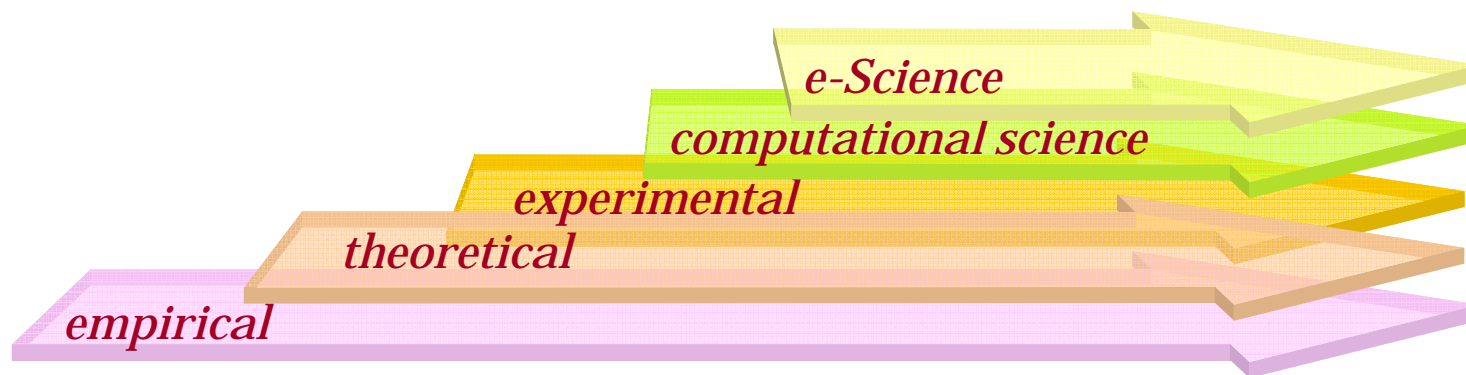 e-Science
computational science
experimental
theoretical
empirical